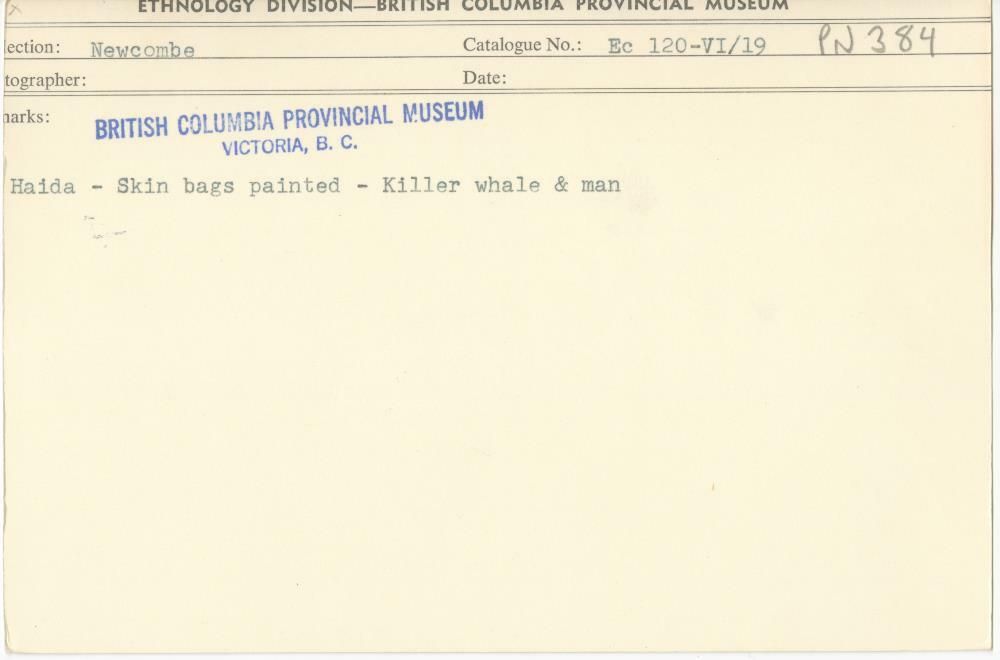 ETHNOLOGY DIVISION—BRITISH COLUMBIA PROVINCIAL MUSEUM
lection: Newcombe Catalogue No.: Ec 120-VI/19 PN 384
tographer: Date:
narks:
BRITISH COLUMBIA PROVINCIAL MUSEUM
VICTORIA, B. C.
Haida - Skin bags painted - Killer whale & man